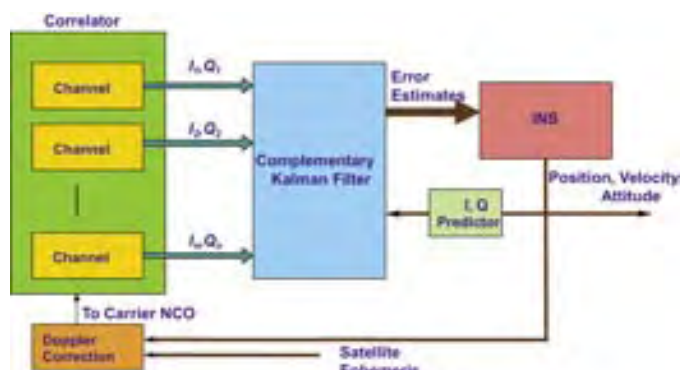 Correlator
Channel
I₁, Q₁
Channel
I₂, Q₂
Channel
Iₙ, Qₙ
Complementary
Kalman Filter
Error
Estimates
INS
Position, Velocity
Attitude
I, Q
Predictor
To Carrier NCO
Doppler
Correction
Satellite
Ephemeris